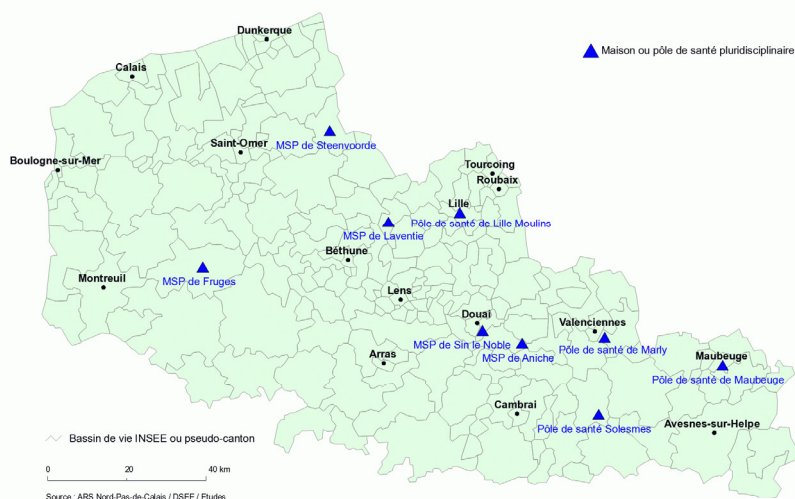 Dunkerque
Maison ou pôle de santé pluridisciplinaire
Calais
Saint-Omer
MSP de Steenvoorde
Boulogne-sur-Mer
Tourcoing
Roubaix
Lille
Pôle de santé de Lille Moulins
MSP de Laventie
Béthune
MSP de Fruges
Montreuil
Lens
Douai
Valenciennes
MSP de Sin le Noble
MSP de Aniche
Pôle de santé de Marly
Arras
Maubeuge
Pôle de santé de Maubeuge
Cambrai
Pôle de santé Solesmes
Avesnes-sur-Helpe
Bassin de vie INSEE ou pseudo-canton
0 20 40 km
Source : ARS Nord-Pas-de-Calais / DSEE / Etudes